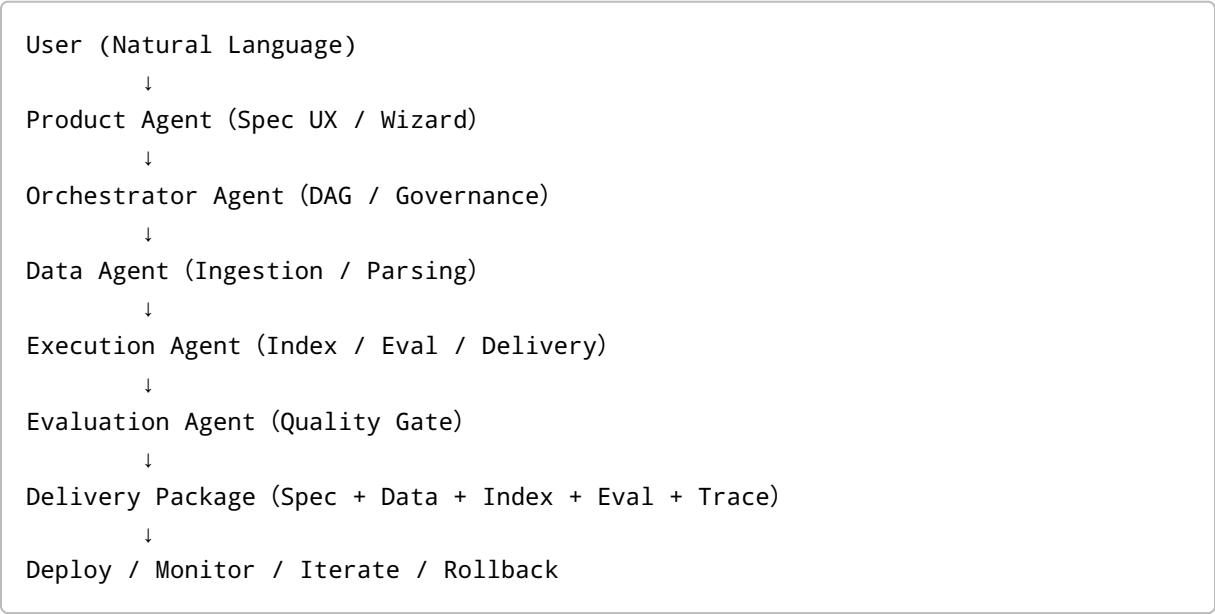 User (Natural Language)
↓
Product Agent（Spec UX / Wizard）
↓
Orchestrator Agent（DAG / Governance）
↓
Data Agent（Ingestion / Parsing）
↓
Execution Agent（Index / Eval / Delivery）
↓
Evaluation Agent（Quality Gate）
↓
Delivery Package（Spec + Data + Index + Eval + Trace）
↓
Deploy / Monitor / Iterate / Rollback